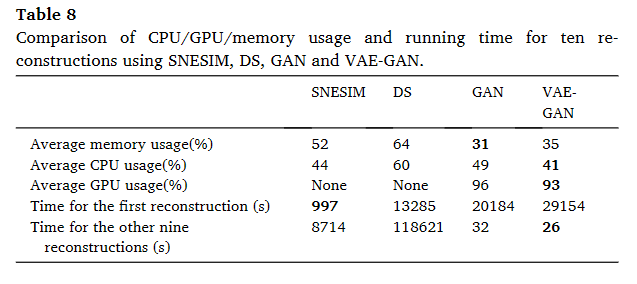 Table 8
Comparison of CPU/GPU/memory usage and running time for ten re-
constructions using SNESIM, DS, GAN and VAE-GAN.
SNESIM DS GAN VAE-
GAN
Average memory usage(%) 52 64 31 35
Average CPU usage(%) 44 60 49 41
Average GPU usage(%) None None 96 93
Time for the first reconstruction (s) 997 13285 20184 29154
Time for the other nine 8714 118621 32 26
reconstructions (s)